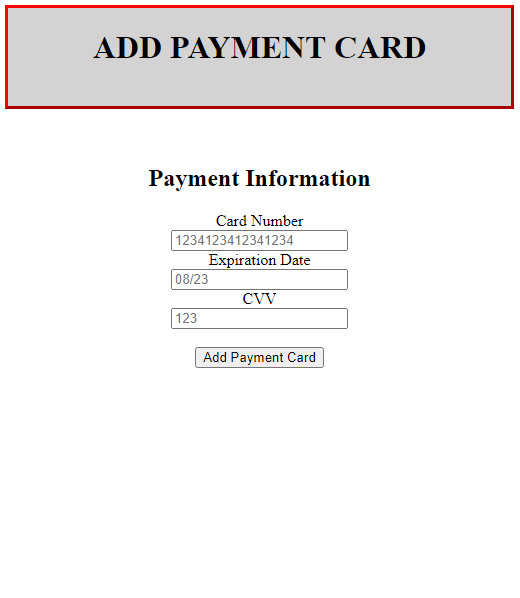 ADD PAYMENT CARD
Payment Information
Card Number
1234123412341234
Expiration Date
08/23
CVV
123
Add Payment Card